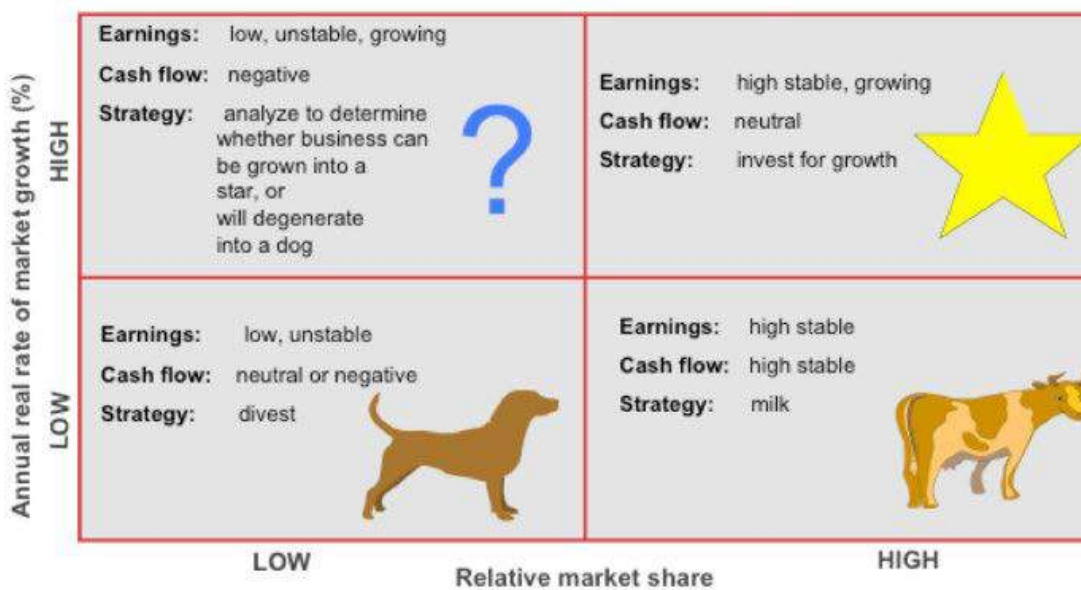 Annual real rate of market growth (%)
HIGH
Earnings: low, unstable, growing
Cash flow: negative
Strategy: analyze to determine
whether business can
be grown into a
star, or
will degenerate
into a dog
?
Earnings: high stable, growing
Cash flow: neutral
Strategy: invest for growth
LOW
Earnings: low, unstable
Cash flow: neutral or negative
Strategy: divest
Earnings: high stable
Cash flow: high stable
Strategy: milk
LOW
HIGH
Relative market share